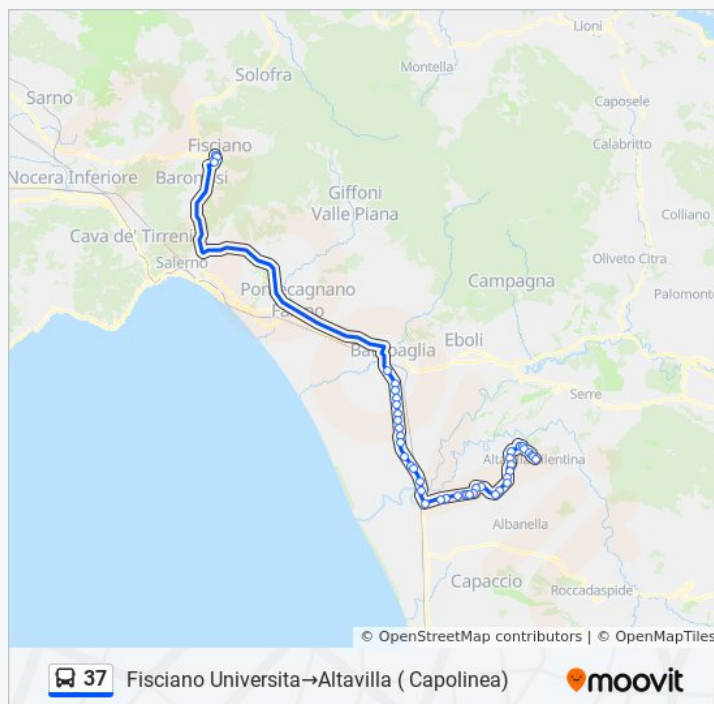 Lioni
Montella
Solofra
Sarno
Caposele
Calabritto
Fisciano
Nocera Inferiore
Baronissi
Giffoni
Valle Piana
Colliano
Cava de' Tirreni
Oliveto Citra
Salerno
Campagna
Pontecagnano
Faiano
Palomonte
Eboli
Battipaglia
Serre
Altavilla Silentina
Albanella
Capaccio
Roccadaspide
© OpenStreetMap contributors | © OpenMapTiles
37 Fisciano Universita→Altavilla ( Capolinea) moovit